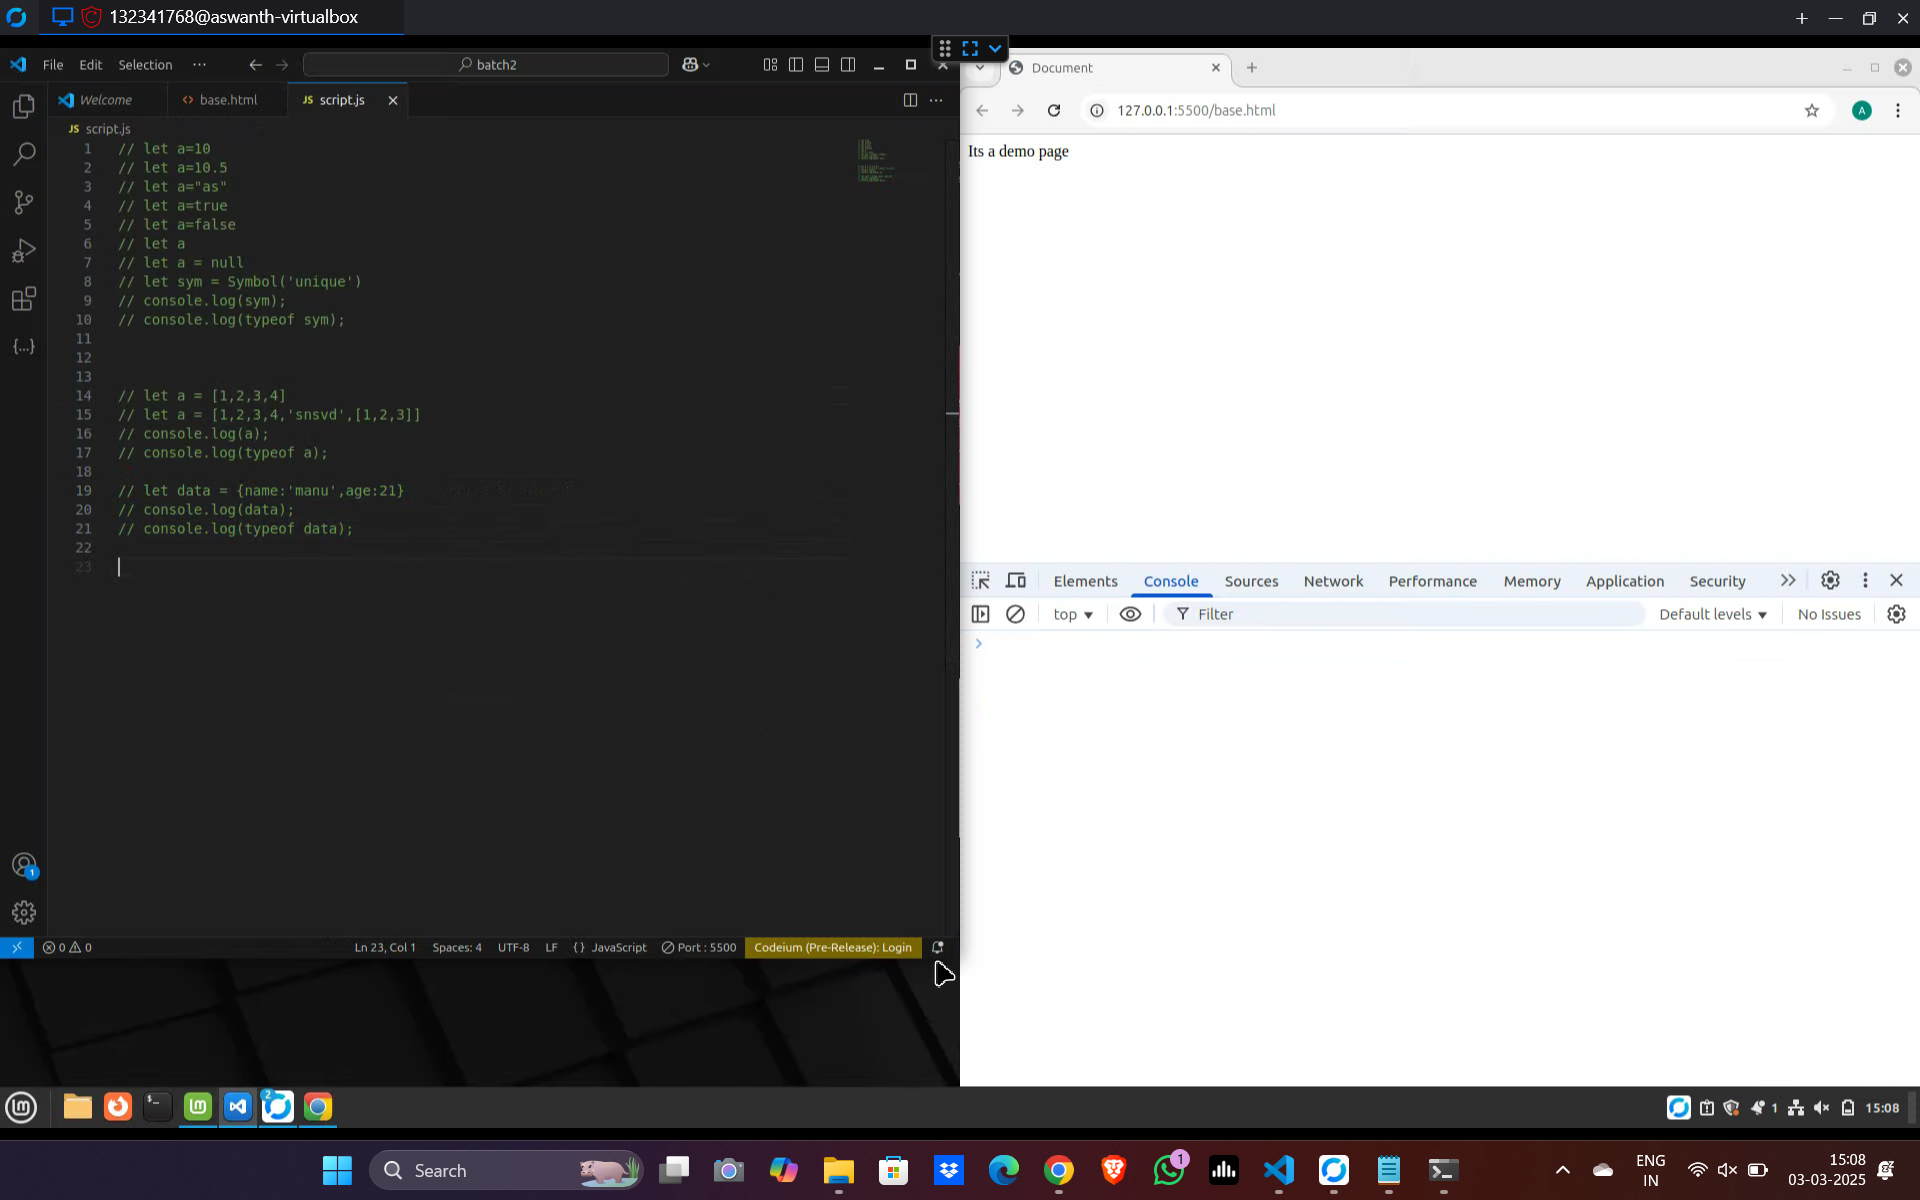 132341768@aswanth-virtualbox
File Edit Selection ··· batch2
Welcome base.html script.js
script.js
1 // let a=10
2 // let a=10.5
3 // let a="as"
4 // let a=true
5 // let a=false
6 // let a
7 // let a = null
8 // let sym = Symbol('unique')
9 // console.log(sym);
10 // console.log(typeof sym);
11
12
13
14 // let a = [1,2,3,4]
15 // let a = [1,2,3,4,'snsvd',[1,2,3]]
16 // console.log(a);
17 // console.log(typeof a);
18
19 // let data = {name:'manu',age:21}
20 // console.log(data);
21 // console.log(typeof data);
22
23
1
0 0 Ln 23, Col 1 Spaces: 4 UTF-8 LF {} JavaScript Port : 5500 Codeium (Pre-Release): Login
Document
127.0.0.1:5500/base.html A
Its a demo page
Elements Console Sources Network Performance Memory Application Security
top Filter Default levels No Issues
2 1 15:08
Search 1 ENG IN 15:08 03-03-2025